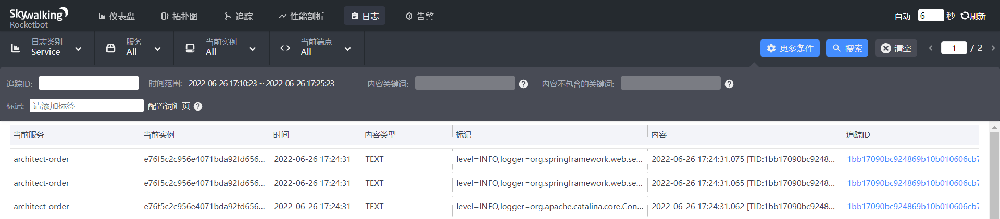 Skywalking
Rocketbot
仪表盘 拓扑图 追踪 性能剖析 日志 告警
自动 6 秒 刷新
日志类别 服务 当前实例 当前端点
Service All All All
更多条件 搜索 清空 1 / 2
追踪ID: 时间范围: 2022-06-26 17:10:23 ~ 2022-06-26 17:25:23 内容关键词: ? 内容不包含的关键词: ?
标记: 请添加标签 配置词汇页 ?
当前服务 当前实例 时间 内容类型 标记 内容 追踪ID
architect-order e76f5c2c956e4071bda92fd656... 2022-06-26 17:24:31 TEXT level=INFO,logger=org.springframework.web.se... 2022-06-26 17:24:31.075 [TID:1bb17090bc9248... 1bb17090bc924869b10b010606cb7
architect-order e76f5c2c956e4071bda92fd656... 2022-06-26 17:24:31 TEXT level=INFO,logger=org.springframework.web.se... 2022-06-26 17:24:31.065 [TID:1bb17090bc9248... 1bb17090bc924869b10b010606cb7
architect-order e76f5c2c956e4071bda92fd656... 2022-06-26 17:24:31 TEXT level=INFO,logger=org.apache.catalina.core.Con... 2022-06-26 17:24:31.062 [TID:1bb17090bc9248... 1bb17090bc924869b10b010606cb7